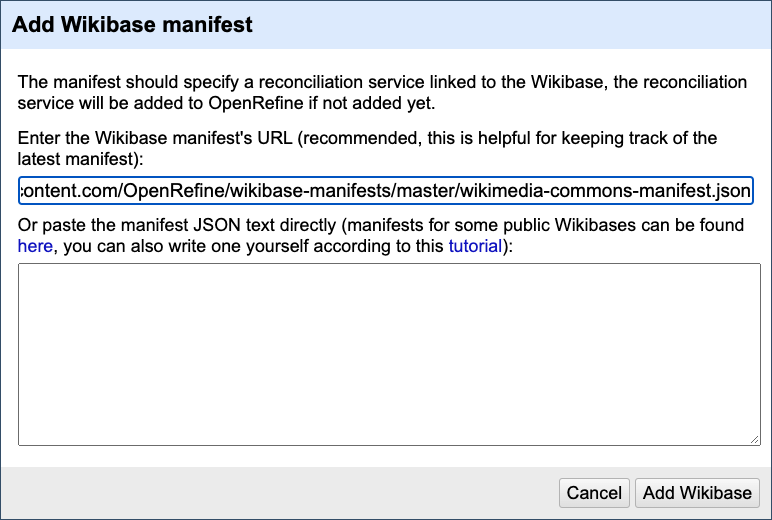 Add Wikibase manifest
The manifest should specify a reconciliation service linked to the Wikibase, the reconciliation
service will be added to OpenRefine if not added yet.
Enter the Wikibase manifest's URL (recommended, this is helpful for keeping track of the
latest manifest):
content.com/OpenRefine/wikibase-manifests/master/wikimedia-commons-manifest.json
Or paste the manifest JSON text directly (manifests for some public Wikibases can be found
here, you can also write one yourself according to this tutorial):
Cancel Add Wikibase